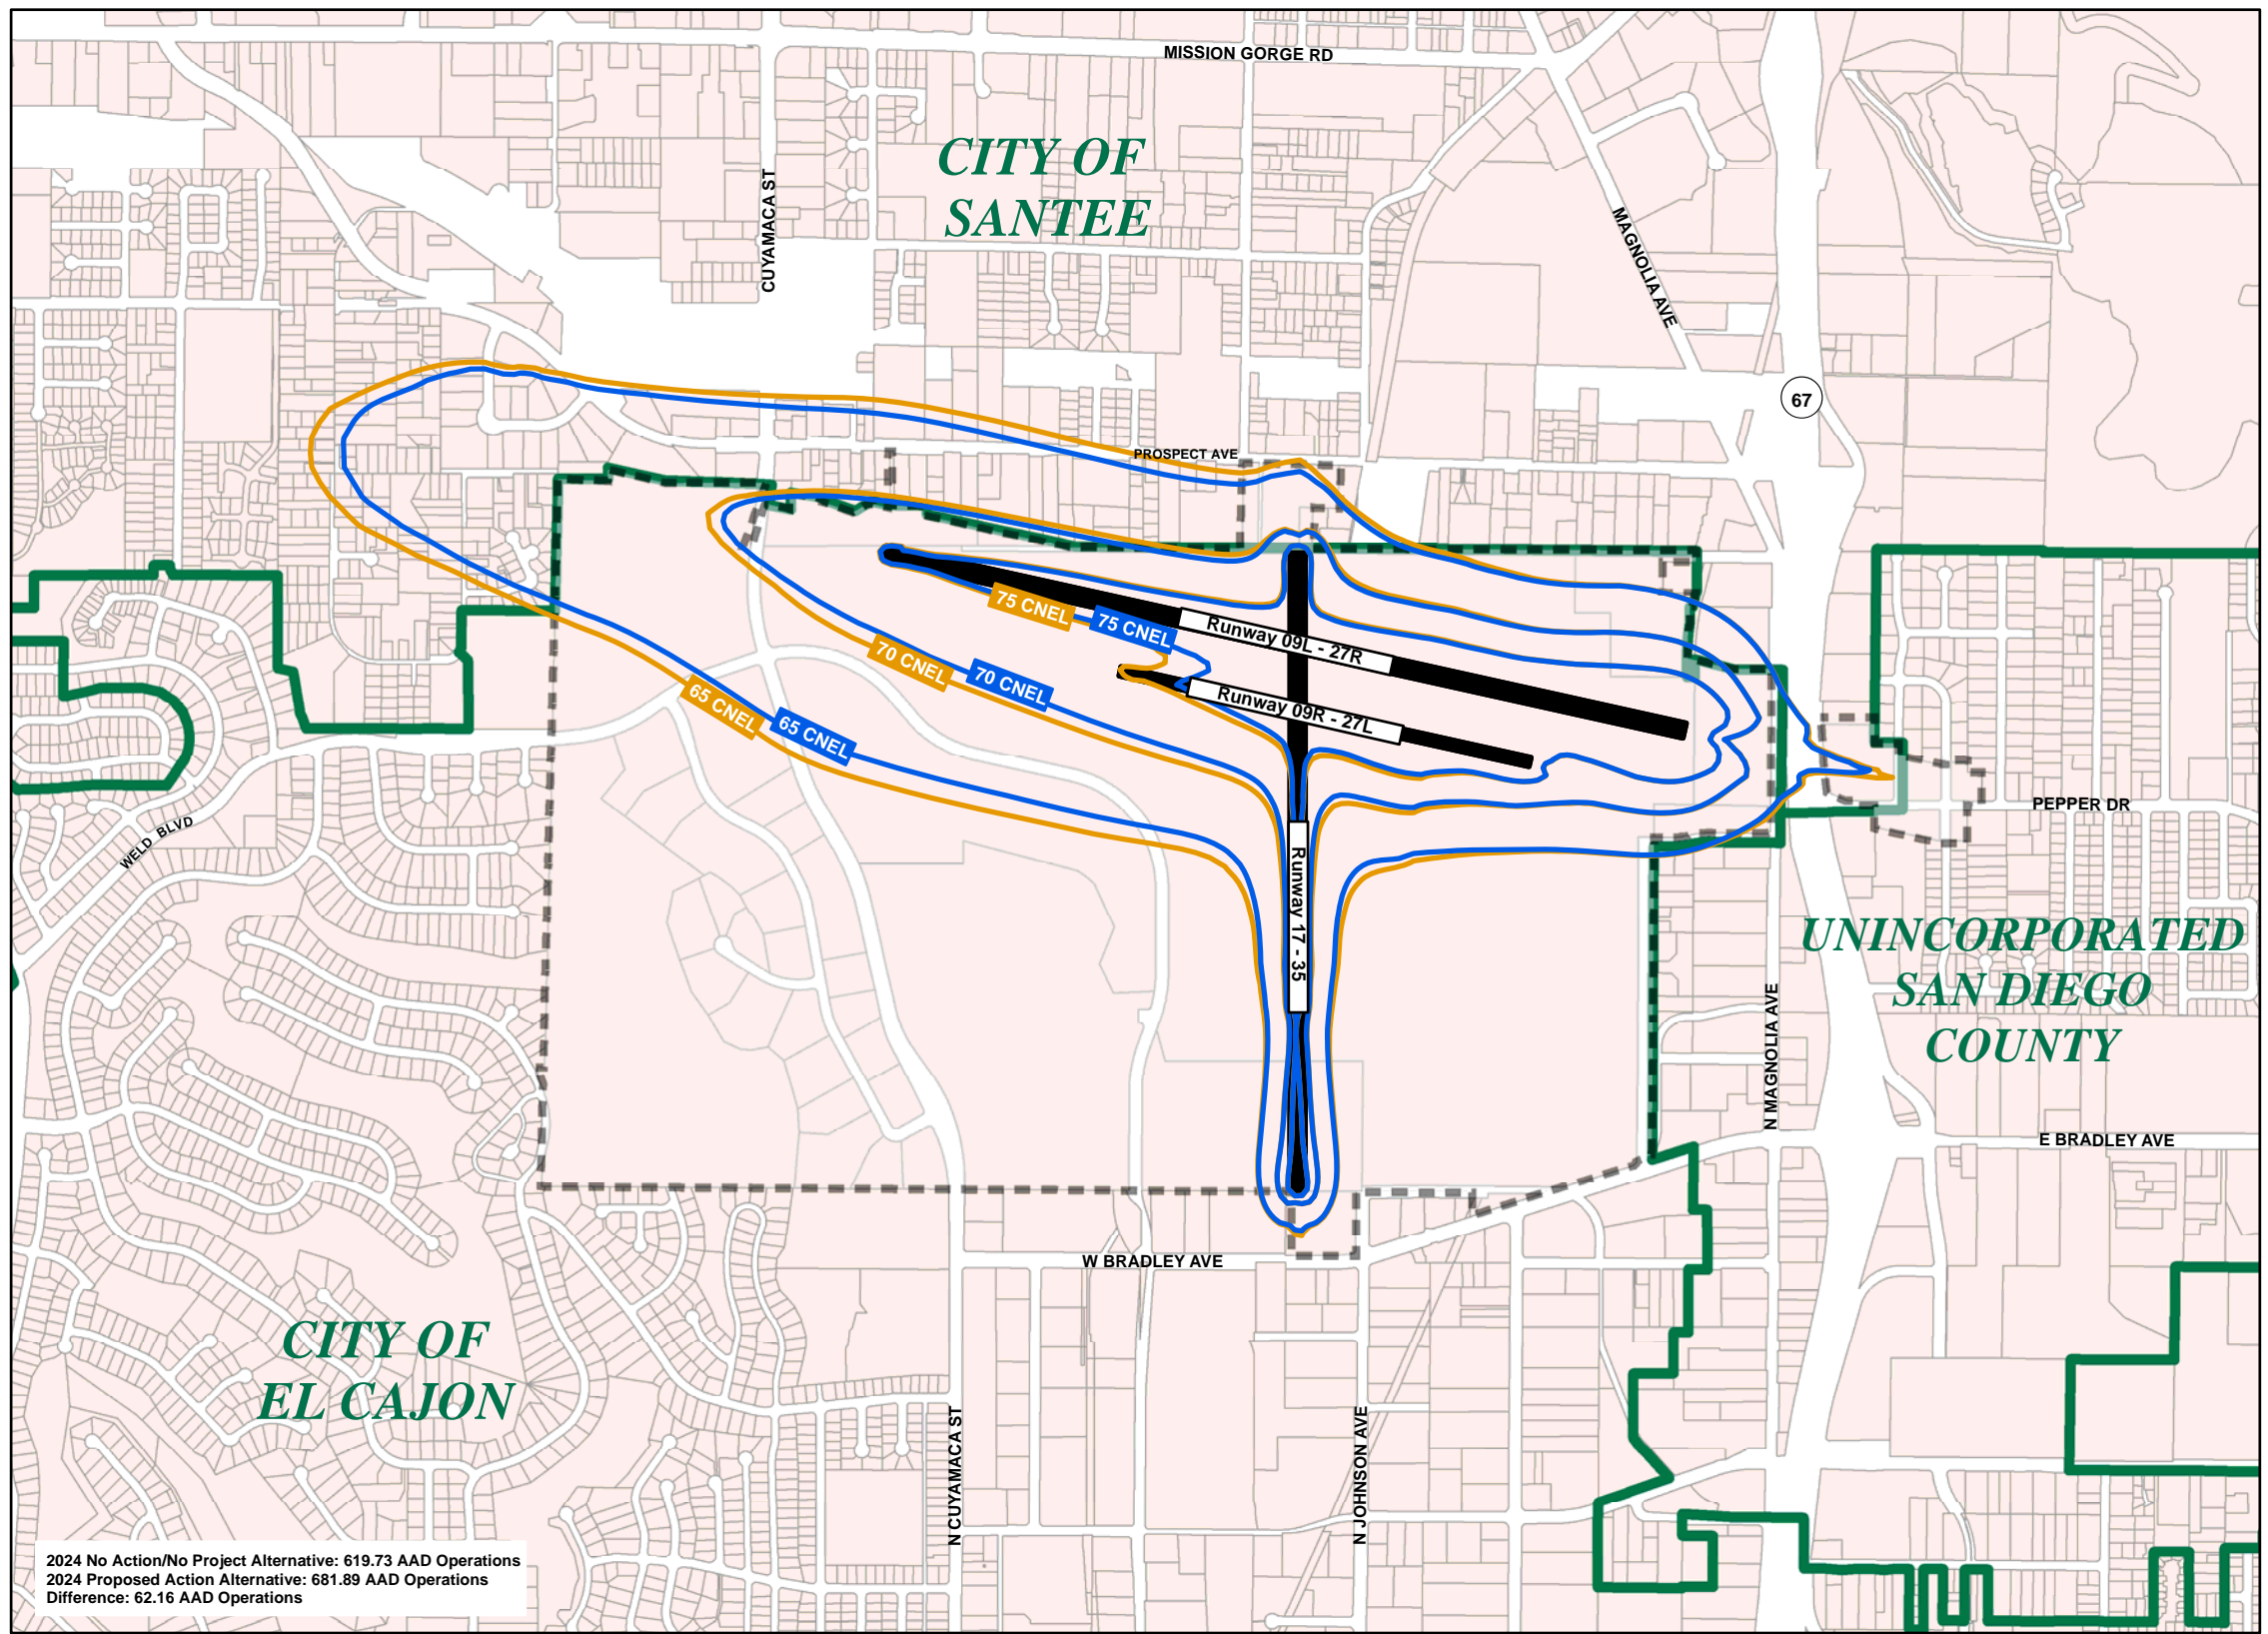 MISSION GORGE RD
CITY OF
SANTEE
CUYAMACA ST
MAGNOLIA AVE
67
PROSPECT AVE
75 CNEL
75 CNEL
Runway 09L - 27R
70 CNEL
70 CNEL
Runway 09R - 27L
65 CNEL
65 CNEL
PEPPER DR
WELD BLVD
Runway 17 - 35
UNINCORPORATED
SAN DIEGO
COUNTY
N MAGNOLIA AVE
E BRADLEY AVE
W BRADLEY AVE
CITY OF
EL CAJON
N CUYAMACA ST
N JOHNSON AVE
2024 No Action/No Project Alternative: 619.73 AAD Operations
2024 Proposed Action Alternative: 681.89 AAD Operations
Difference: 62.16 AAD Operations